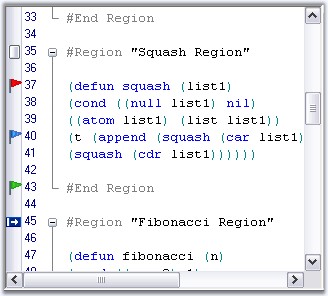 33 #End Region
34
35 #Region "Squash Region"
36
37 (defun squash (list1)
38 (cond ((null list1) nil)
39 ((atom list1) (list list1))
40 (t (append (squash (car list1)
41 (squash (cdr list1))))))
42
43 #End Region
44
45 #Region "Fibonacci Region"
46
47 (defun fibonacci (n)